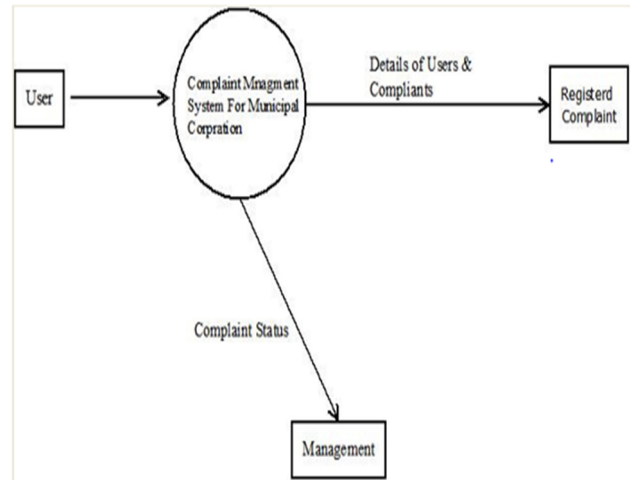 User
Complaint Mnagment
System For Municipal
Corpration
Details of Users &
Compliants
Registerd
Complaint
Complaint Status
Management